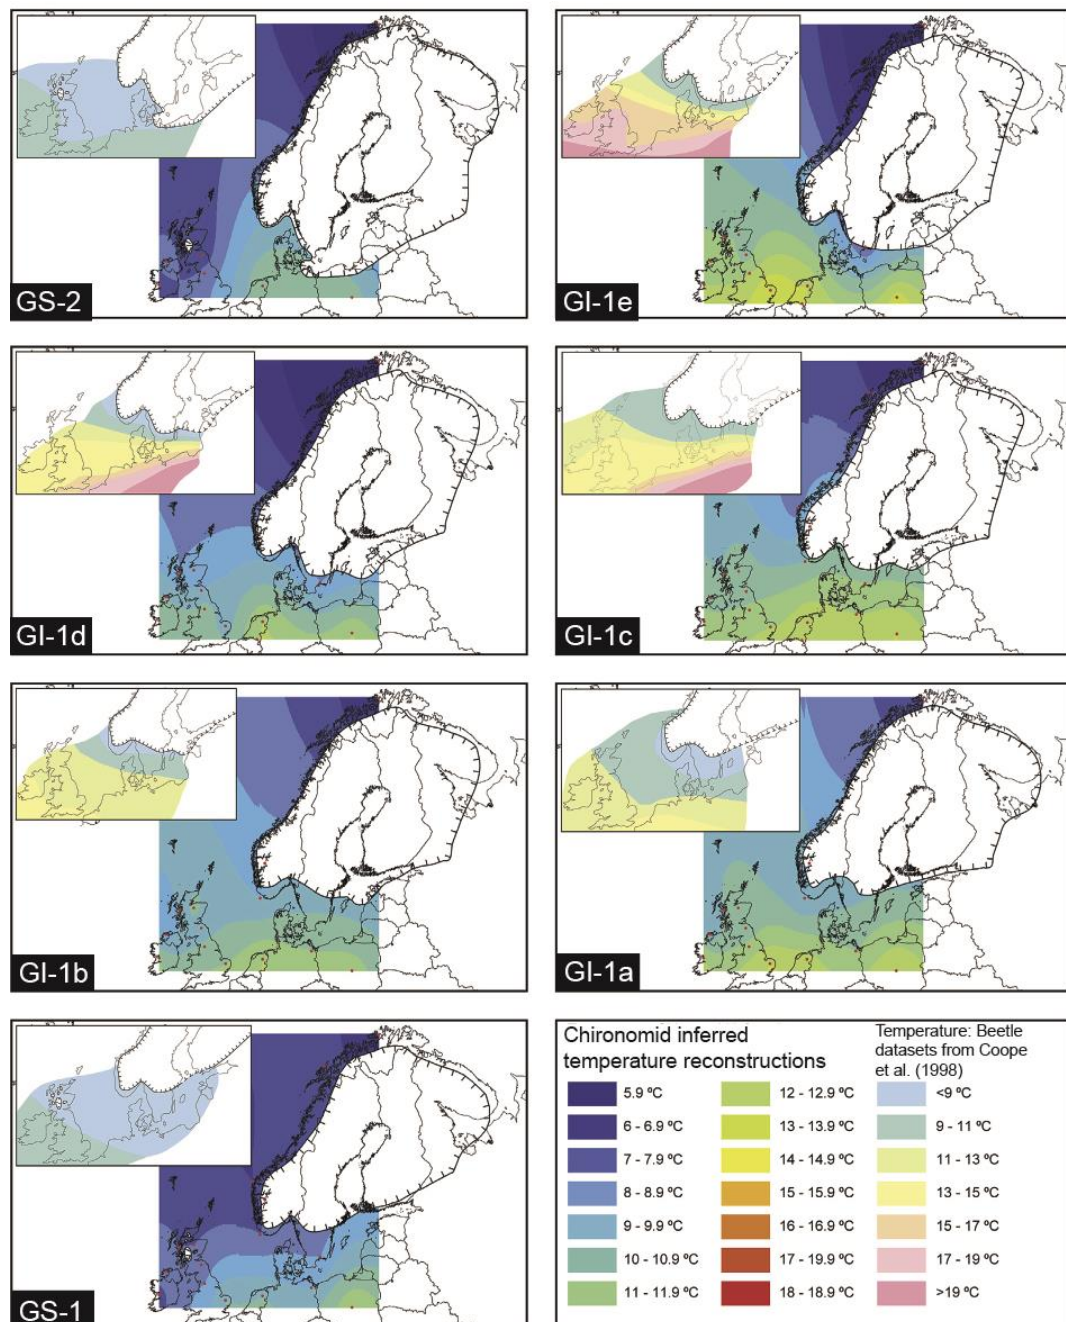 GS-2
GI-1e
GI-1d
GI-1c
GI-1b
GI-1a
GS-1
Chironomid inferred
temperature reconstructions
5.9 ºC
6 - 6.9 ºC
7 - 7.9 ºC
8 - 8.9 ºC
9 - 9.9 ºC
10 - 10.9 ºC
11 - 11.9 ºC
12 - 12.9 ºC
13 - 13.9 ºC
14 - 14.9 ºC
15 - 15.9 ºC
16 - 16.9 ºC
17 - 19.9 ºC
18 - 18.9 ºC
Temperature: Beetle
datasets from Coope
et al. (1998)
<9 ºC
9 - 11 ºC
11 - 13 ºC
13 - 15 ºC
15 - 17 ºC
17 - 19 ºC
>19 ºC